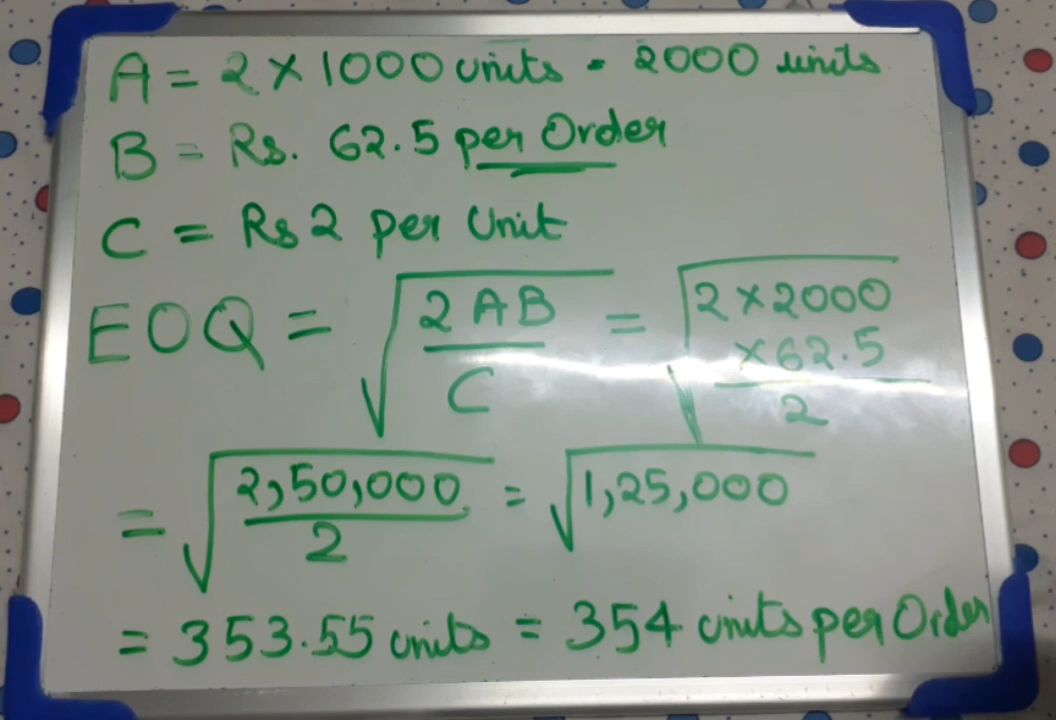 A = 2 × 1000 units = 2000 units
B = Rs. 62.5 per Order
C = Rs 2 per Unit
EOQ = √(2AB / C) = √(2 × 2000 × 62.5 / 2)
= √(2,50,000 / 2) = √1,25,000
= 353.55 units = 354 units per Order